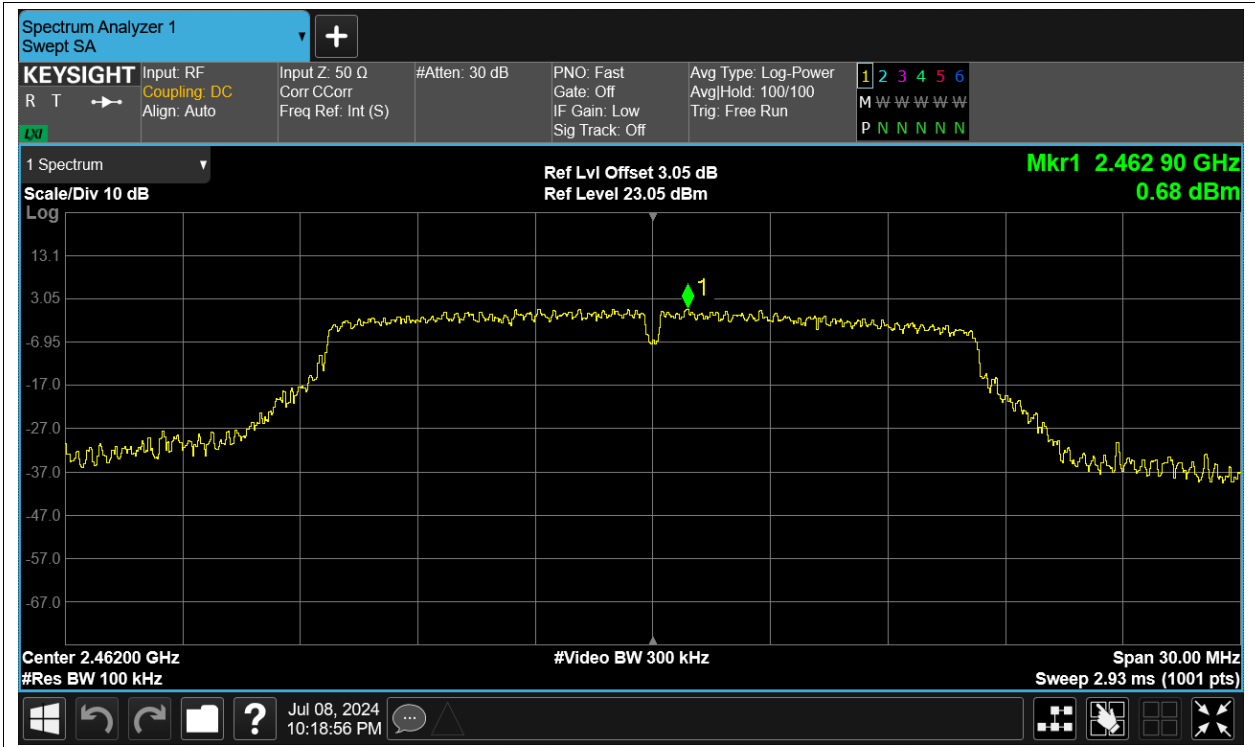 Spectrum Analyzer 1
Swept SA
KEYSIGHT
R T
LXI
Input: RF
Coupling: DC
Align: Auto
Input Z: 50 Ω
Corr CCorr
Freq Ref: Int (S)
#Atten: 30 dB
PNO: Fast
Gate: Off
IF Gain: Low
Sig Track: Off
Avg Type: Log-Power
Avg|Hold: 100/100
Trig: Free Run
1 2 3 4 5 6
M W W W W W
P N N N N N
1 Spectrum
Scale/Div 10 dB
Log
Ref Lvl Offset 3.05 dB
Ref Level 23.05 dBm
Mkr1 2.462 90 GHz
0.68 dBm
1
13.1
3.05
-6.95
-17.0
-27.0
-37.0
-47.0
-57.0
-67.0
Center 2.46200 GHz
#Res BW 100 kHz
#Video BW 300 kHz
Span 30.00 MHz
Sweep 2.93 ms (1001 pts)
?
Jul 08, 2024
10:18:56 PM